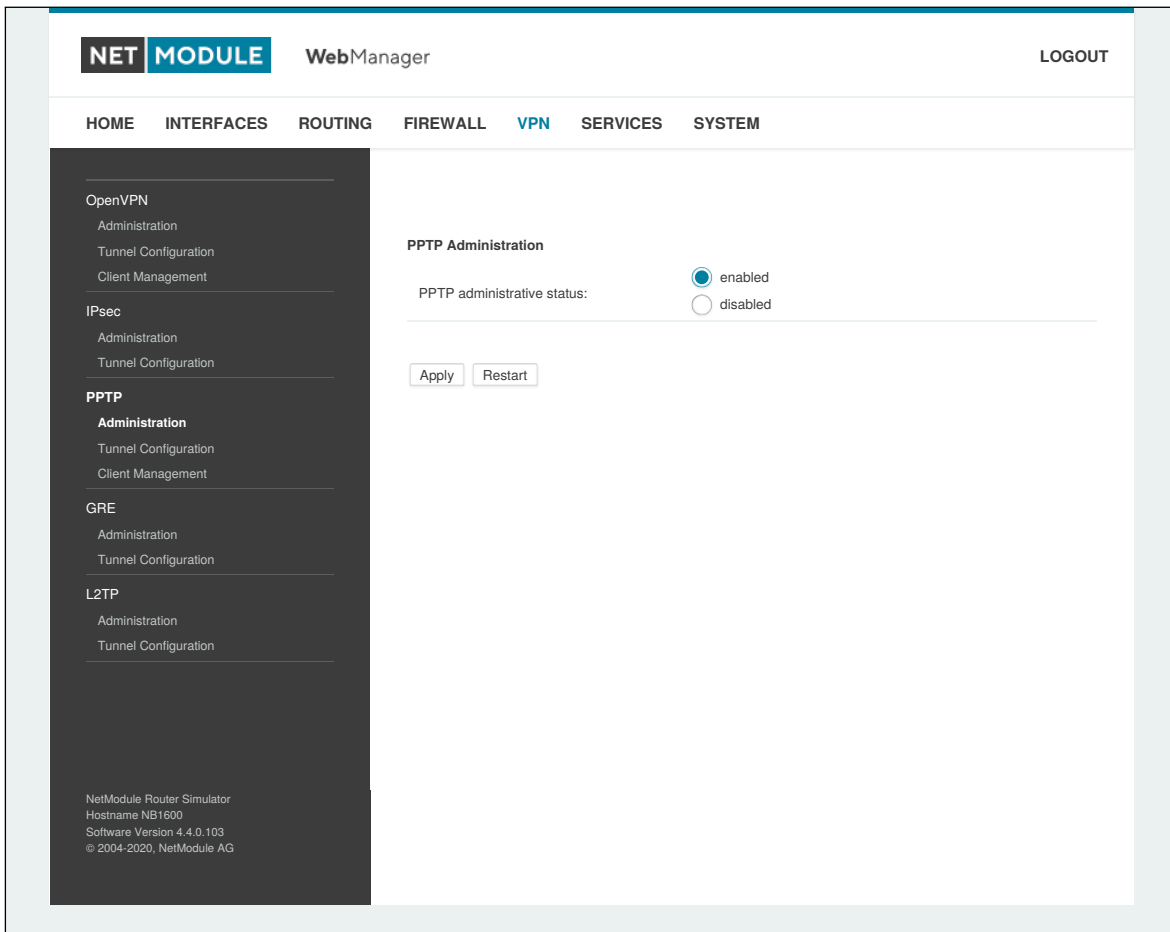 NET MODULE WebManager LOGOUT
HOME INTERFACES ROUTING FIREWALL VPN SERVICES SYSTEM
OpenVPN
Administration
Tunnel Configuration
Client Management
IPsec
Administration
Tunnel Configuration
PPTP
Administration
Tunnel Configuration
Client Management
GRE
Administration
Tunnel Configuration
L2TP
Administration
Tunnel Configuration
NetModule Router Simulator
Hostname NB1600
Software Version 4.4.0.103
© 2004-2020, NetModule AG
PPTP Administration
PPTP administrative status:
enabled
disabled
Apply Restart